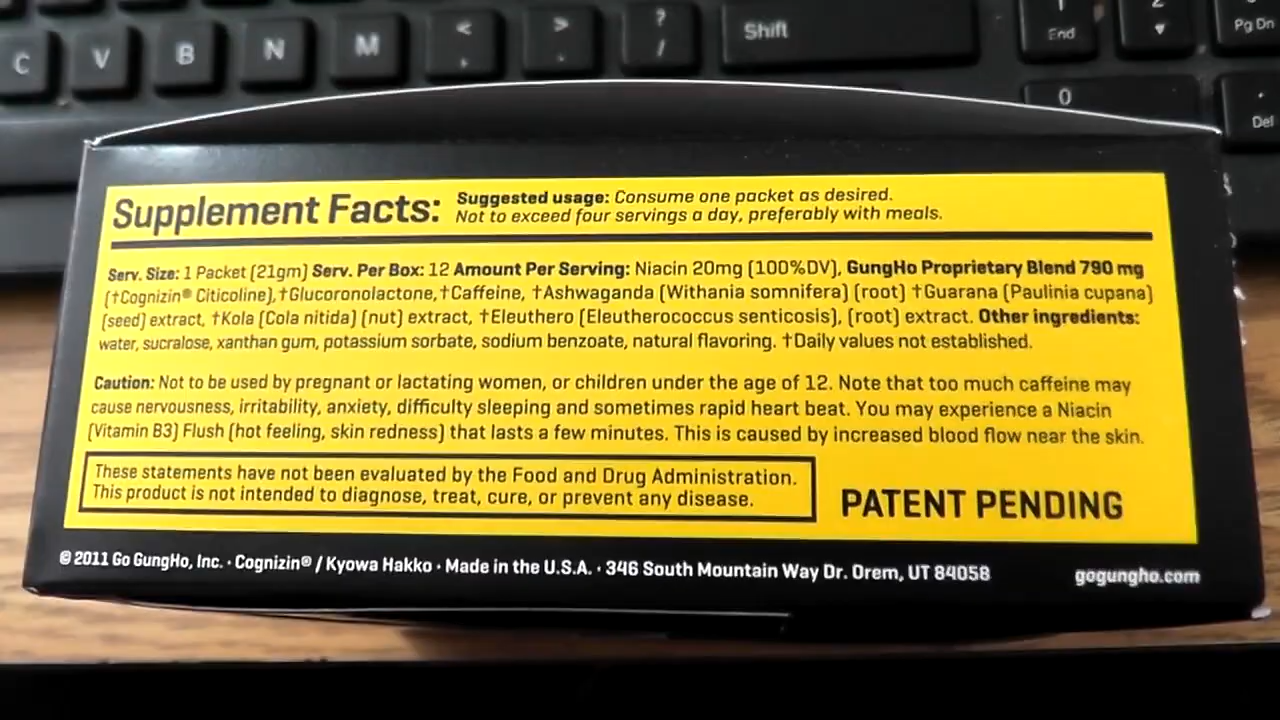 C V B N M < , > . ? / Shift 1 End 2 ▼ Pg Dn
0 . Del
Supplement Facts: Suggested usage: Consume one packet as desired.
Not to exceed four servings a day, preferably with meals.
Serv. Size: 1 Packet (21gm) Serv. Per Box: 12 Amount Per Serving: Niacin 20mg (100%DV), GungHo Proprietary Blend 790 mg
(†Cognizin® Citicoline), †Glucoronolactone, †Caffeine, †Ashwaganda (Withania somnifera) (root) †Guarana (Paulinia cupana)
(seed) extract, †Kola (Cola nitida) (nut) extract, †Eleuthero (Eleutherococcus senticosis), (root) extract. Other ingredients:
water, sucralose, xanthan gum, potassium sorbate, sodium benzoate, natural flavoring. †Daily values not established.
Caution: Not to be used by pregnant or lactating women, or children under the age of 12. Note that too much caffeine may
cause nervousness, irritability, anxiety, difficulty sleeping and sometimes rapid heart beat. You may experience a Niacin
(Vitamin B3) Flush (hot feeling, skin redness) that lasts a few minutes. This is caused by increased blood flow near the skin.
These statements have not been evaluated by the Food and Drug Administration.
This product is not intended to diagnose, treat, cure, or prevent any disease.
PATENT PENDING
© 2011 Go GungHo, Inc. · Cognizin® / Kyowa Hakko · Made in the U.S.A. · 346 South Mountain Way Dr. Orem, UT 84058 gogungho.com